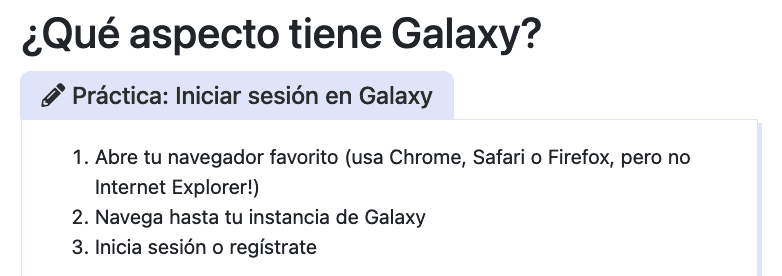 ¿Qué aspecto tiene Galaxy?
Práctica: Iniciar sesión en Galaxy
1. Abre tu navegador favorito (usa Chrome, Safari o Firefox, pero no
Internet Explorer!)
2. Navega hasta tu instancia de Galaxy
3. Inicia sesión o regístrate